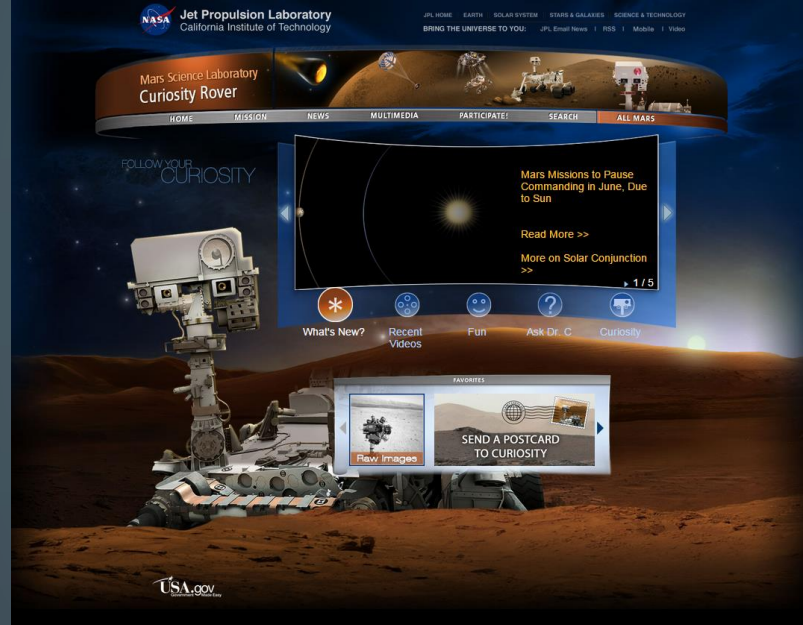 NASA
Jet Propulsion Laboratory
California Institute of Technology
JPL HOME EARTH SOLAR SYSTEM STARS & GALAXIES SCIENCE & TECHNOLOGY
BRING THE UNIVERSE TO YOU: JPL Email News | RSS | Mobile | Video
Mars Science Laboratory
Curiosity Rover
HOME MISSION NEWS MULTIMEDIA PARTICIPATE! SEARCH ALL MARS
FOLLOW YOUR
CURIOSITY
Mars Missions to Pause
Commanding in June, Due
to Sun
Read More >>
More on Solar Conjunction
>>
1 / 5
What's New?
Recent
Videos
Fun
Ask Dr. C
Curiosity
FAVORITES
Raw Images
SEND A POSTCARD
TO CURIOSITY
USA.gov
Government Made Easy